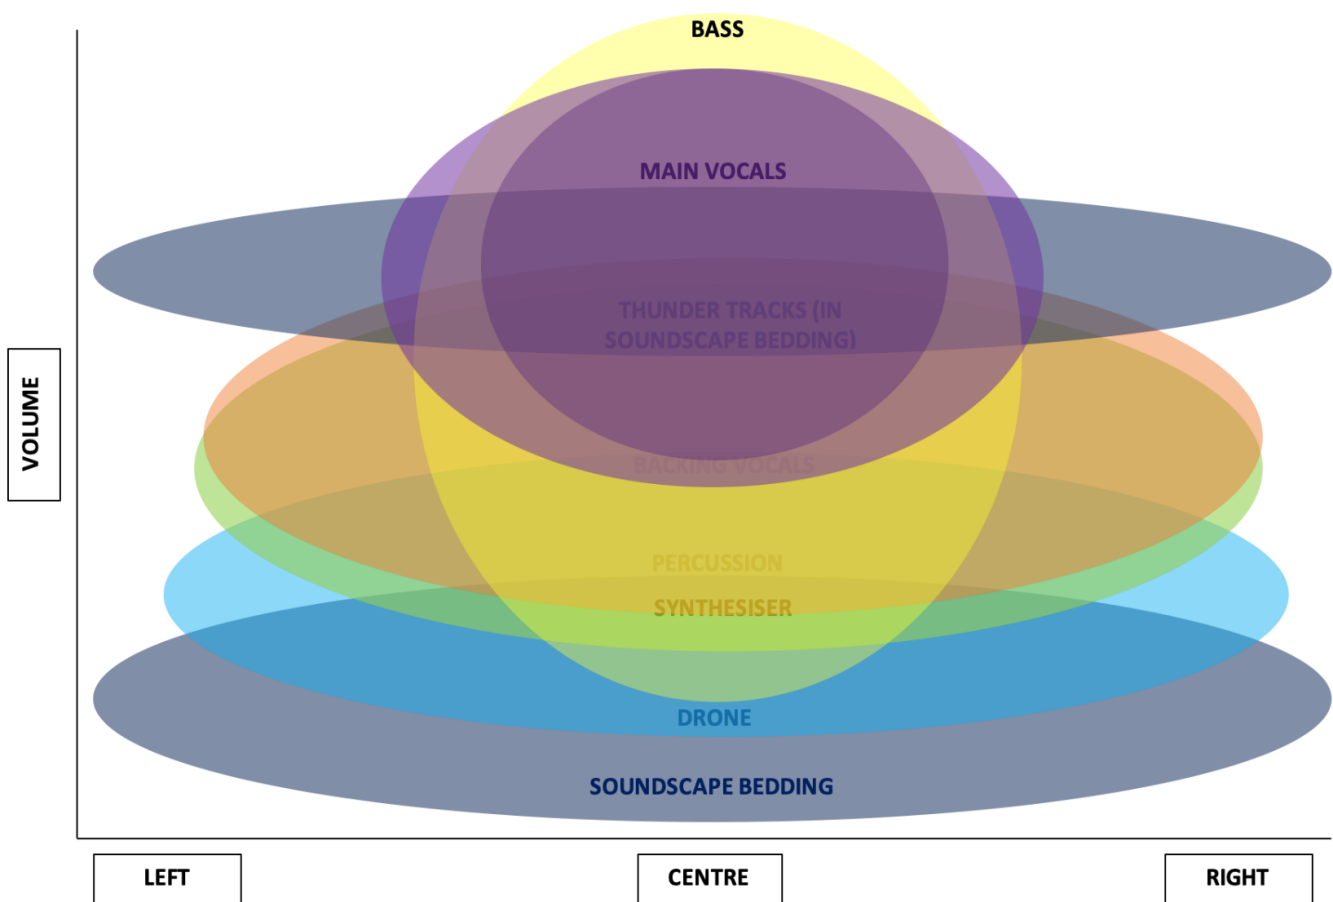 BASS
MAIN VOCALS
THUNDER TRACKS (IN
SOUNDSCAPE BEDDING)
VOLUME
BACKING VOCALS
PERCUSSION
SYNTHESISER
DRONE
SOUNDSCAPE BEDDING
LEFT
CENTRE
RIGHT